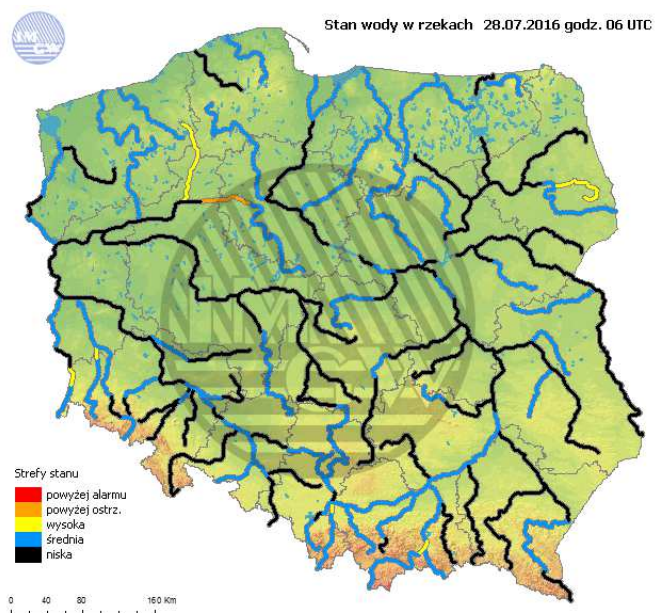 Stan wody w rzekach 28.07.2016 godz. 06 UTC
Strefy stanu
powyżej alarmu
powyżej ostrz.
wysoka
średnia
niska
0 40 80 160 Km